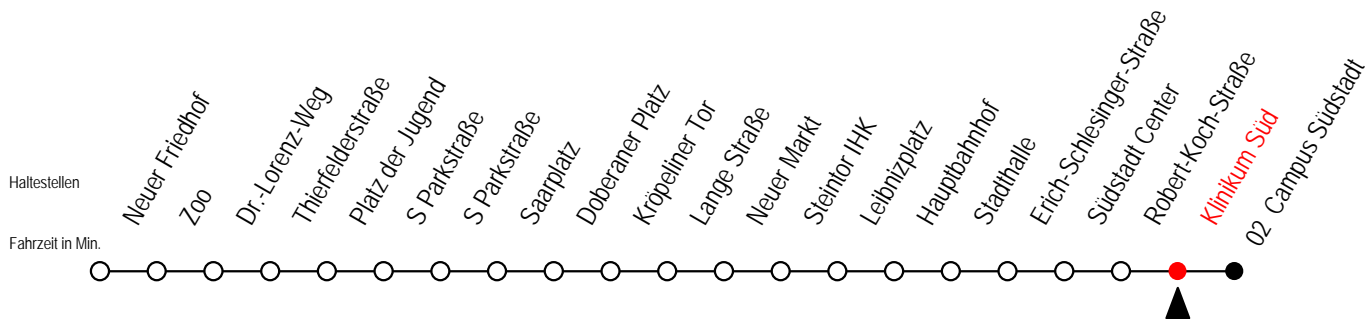 Haltestellen
Fahrzeit in Min.
Neuer Friedhof
Zoo
Dr.-Lorenz-Weg
Thierfelderstraße
Platz der Jugend
S Parkstraße
S Parkstraße
Saarplatz
Doberaner Platz
Kröpeliner Tor
Lange Straße
Neuer Markt
Steintor IHK
Leibnizplatz
Hauptbahnhof
Stadthalle
Erich-Schlesinger-Straße
Südstadt Center
Robert-Koch-Straße
Klinikum Süd
02 Campus Südstadt